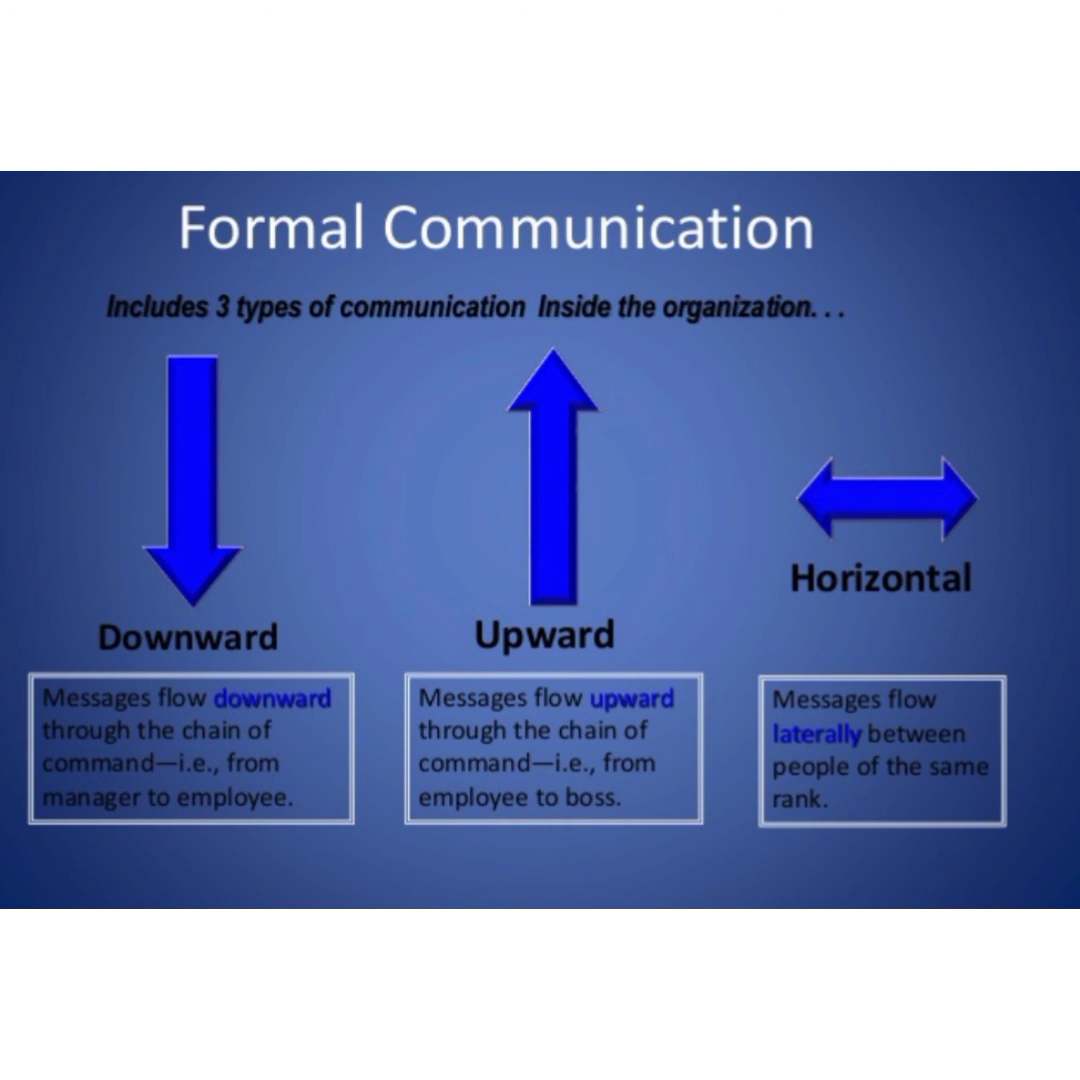 Formal Communication
Includes 3 types of communication Inside the organization. . .
Downward
Messages flow downward
through the chain of
command—i.e., from
manager to employee.
Upward
Messages flow upward
through the chain of
command—i.e., from
employee to boss.
Horizontal
Messages flow
laterally between
people of the same
rank.